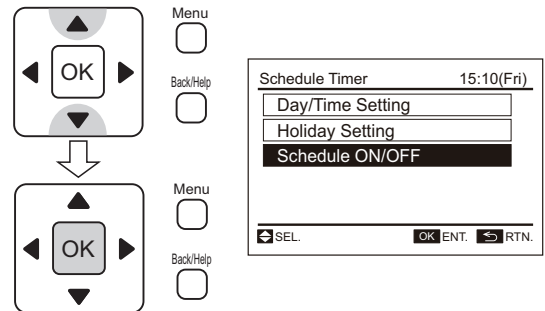 Menu
OK
Back/Help
Menu
OK
Back/Help
Schedule Timer 15:10(Fri)
Day/Time Setting
Holiday Setting
Schedule ON/OFF
SEL. OK ENT. RTN.